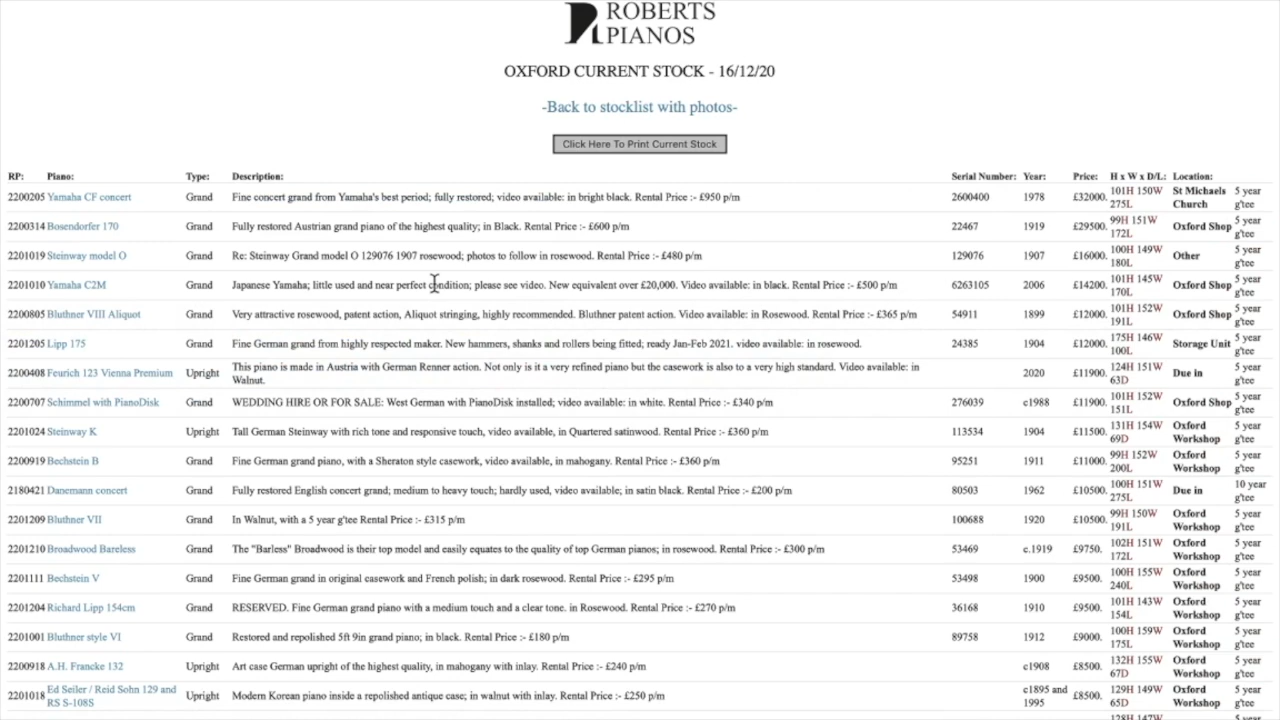 ROBERTS
PIANOS
OXFORD CURRENT STOCK - 16/12/20
-Back to stocklist with photos-
Click Here To Print Current Stock
RP: Piano: Type: Description: Serial Number: Year: Price: H x W x D/L: Location:
2200205 Yamaha CF concert Grand Fine concert grand from Yamaha's best period; fully restored; video available: in bright black. Rental Price :- £950 p/m 2600400 1978 £32000. 101H 150W 275L St Michaels Church 5 year g'tee
2200314 Bosendorfer 170 Grand Fully restored Austrian grand piano of the highest quality; in Black. Rental Price :- £600 p/m 22467 1919 £29500. 99H 151W 172L Oxford Shop 5 year g'tee
2201019 Steinway model O Grand Re: Steinway Grand model O 129076 1907 rosewood; photos to follow in rosewood. Rental Price :- £480 p/m 129076 1907 £16000. 100H 149W 180L Other 5 year g'tee
2201010 Yamaha C2M Grand Japanese Yamaha; little used and near perfect condition; please see video. New equivalent over £20,000. Video available: in black. Rental Price :- £500 p/m 6263105 2006 £14200. 101H 145W 170L Oxford Shop 5 year g'tee
2200805 Bluthner VIII Aliquot Grand Very attractive rosewood, patent action, Aliquot stringing, highly recommended. Bluthner patent action. Video available: in Rosewood. Rental Price :- £365 p/m 54911 1899 £12000. 101H 152W 191L Oxford Shop 5 year g'tee
2201205 Lipp 175 Grand Fine German grand from highly respected maker. New hammers, shanks and rollers being fitted; ready Jan-Feb 2021. video available: in rosewood. 24385 1904 £12000. 175H 146W 100L Storage Unit 5 year g'tee
2200408 Feurich 123 Vienna Premium Upright This piano is made in Austria with German Renner action. Not only is it a very refined piano but the casework is also to a very high standard. Video available: in Walnut. 2020 £11900. 124H 151W 63D Due in 5 year g'tee
2200707 Schimmel with PianoDisk Grand WEDDING HIRE OR FOR SALE: West German with PianoDisk installed; video available: in white. Rental Price :- £340 p/m 276039 c1988 £11900. 101H 152W 151L Oxford Shop 5 year g'tee
2201024 Steinway K Upright Tall German Steinway with rich tone and responsive touch, video available, in Quartered satinwood. Rental Price :- £360 p/m 113534 1904 £11500. 131H 154W 69D Oxford Workshop 5 year g'tee
2200919 Bechstein B Grand Fine German grand piano, with a Sheraton style casework, video available, in mahogany. Rental Price :- £360 p/m 95251 1911 £11000. 99H 152W 200L Oxford Workshop 5 year g'tee
2180421 Danemann concert Grand Fully restored English concert grand; medium to heavy touch; hardly used, video available; in satin black. Rental Price :- £200 p/m 80503 1962 £10500. 100H 151W 275L Due in 10 year g'tee
2201209 Bluthner VII Grand In Walnut, with a 5 year g'tee Rental Price :- £315 p/m 100688 1920 £10500. 99H 150W 191L Oxford Workshop 5 year g'tee
2201210 Broadwood Bareless Grand The "Barless" Broadwood is their top model and easily equates to the quality of top German pianos; in rosewood. Rental Price :- £300 p/m 53469 c.1919 £9750. 102H 151W 172L Oxford Workshop 5 year g'tee
2201111 Bechstein V Grand Fine German grand in original casework and French polish; in dark rosewood. Rental Price :- £295 p/m 53498 1900 £9500. 100H 155W 240L Oxford Workshop 5 year g'tee
2201204 Richard Lipp 154cm Grand RESERVED. Fine German grand piano with a medium touch and a clear tone. in Rosewood. Rental Price :- £270 p/m 36168 1910 £9500. 101H 143W 154L Oxford Workshop 5 year g'tee
2201001 Bluthner style VI Grand Restored and repolished 5ft 9in grand piano; in black. Rental Price :- £180 p/m 89758 1912 £9000. 100H 159W 175L Oxford Workshop 5 year g'tee
2200918 A.H. Francke 132 Upright Art case German upright of the highest quality, in mahogany with inlay. Rental Price :- £240 p/m c1908 £8500. 132H 155W 67D Oxford Workshop 5 year g'tee
2201018 Ed Seiler / Reid Sohn 129 and RS S-108S Upright Modern Korean piano inside a repolished antique case; in walnut with inlay. Rental Price :- £250 p/m c1895 and 1995 £8500. 129H 149W 65D Oxford Workshop 5 year g'tee